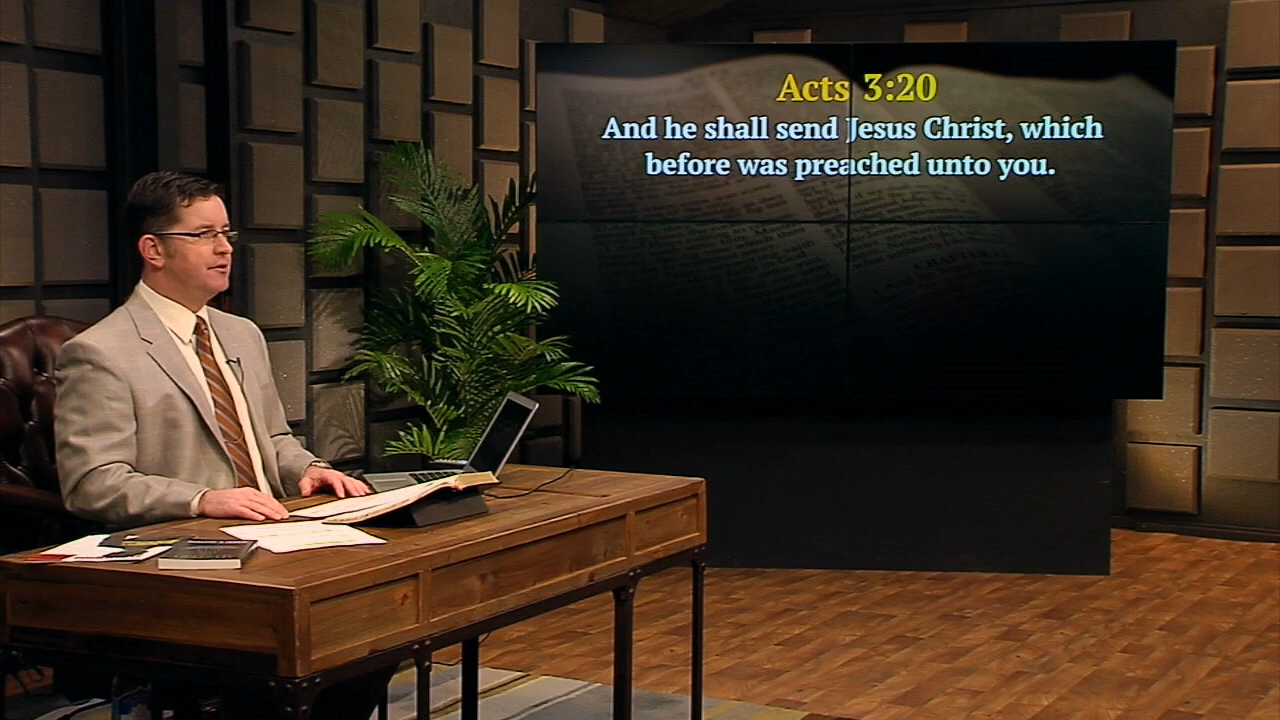 Acts 3:20
And he shall send Jesus Christ, which
before was preached unto you.